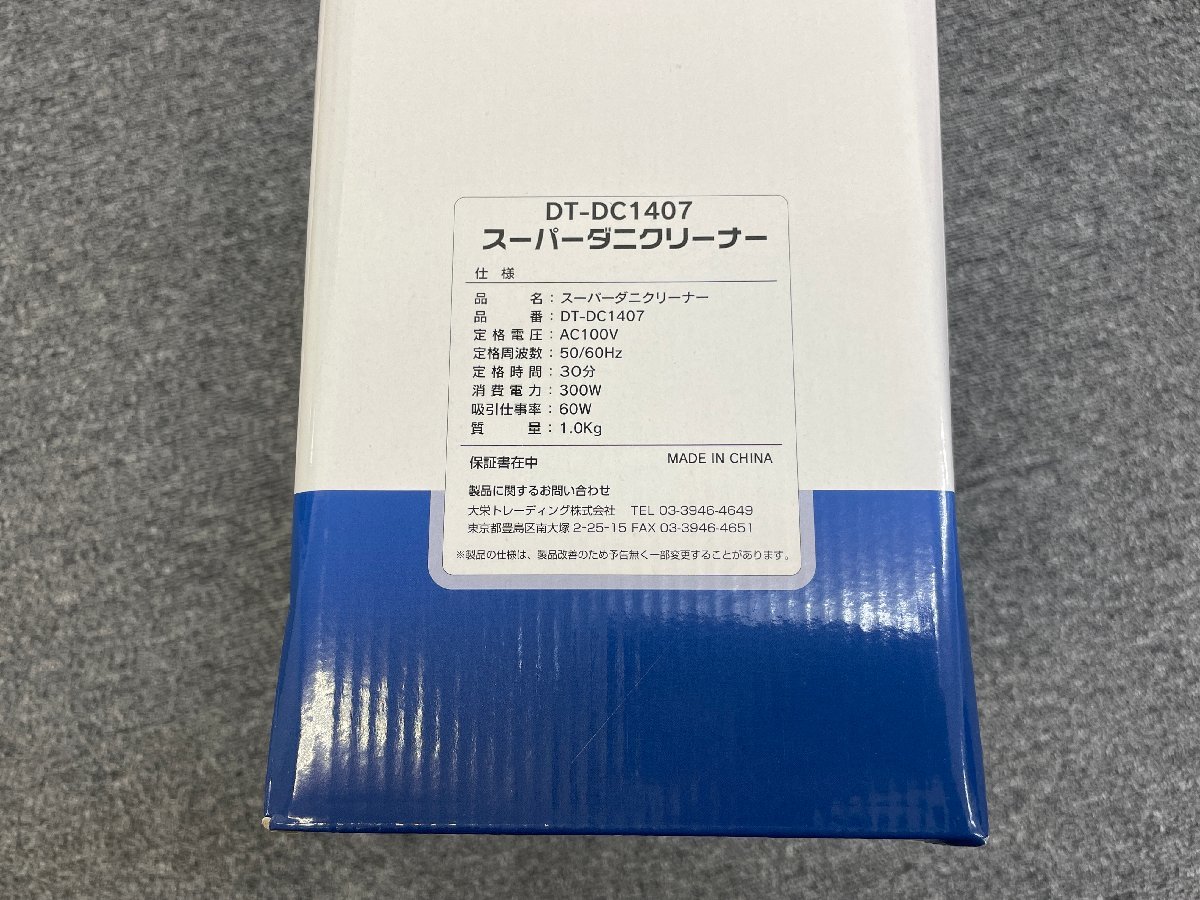 DT-DC1407
スーパーダニクリーナー
仕 様
品 名：スーパーダニクリーナー
品 番：DT-DC1407
定格電圧：AC100V
定格周波数：50/60Hz
定格時間：30分
消費電力：300W
吸引仕事率：60W
質 量：1.0Kg
保証書在中 MADE IN CHINA
製品に関するお問い合わせ
大栄トレーディング株式会社 TEL 03-3946-4649
東京都豊島区南大塚 2-25-15 FAX 03-3946-4651
※製品の仕様は、製品改善のため予告無く一部変更することがあります。